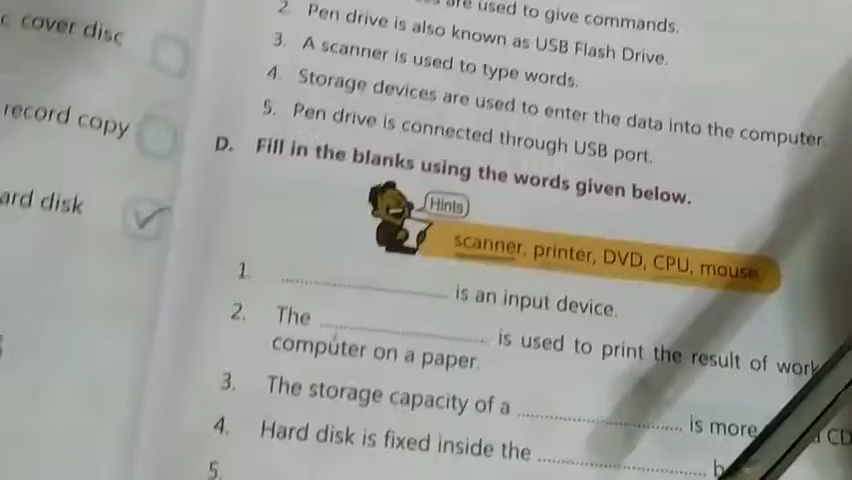 c cover disc
record copy
ard disk
are used to give commands.
2. Pen drive is also known as USB Flash Drive.
3. A scanner is used to type words.
4. Storage devices are used to enter the data into the computer.
5. Pen drive is connected through USB port.
D. Fill in the blanks using the words given below.
Hints
scanner, printer, DVD, CPU, mouse
1. .............................. is an input device.
2. The .............................. is used to print the result of work
computer on a paper.
3. The storage capacity of a .............................. is more CD
4. Hard disk is fixed inside the .............................. b
5.